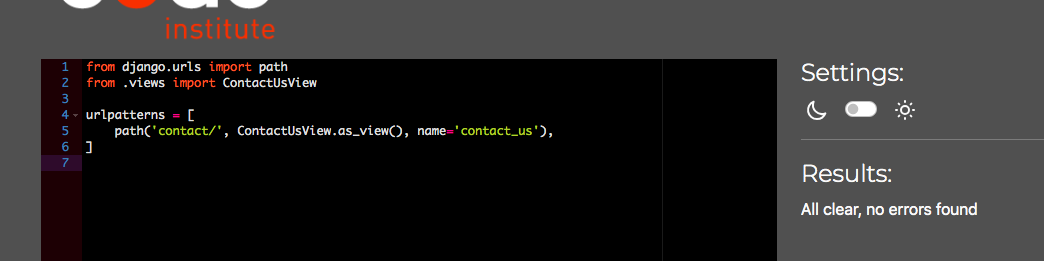 institute
1 from django.urls import path
2 from .views import ContactUsView
3
4 urlpatterns = [
5     path('contact/', ContactUsView.as_view(), name='contact_us'),
6 ]
7
Settings:
Results:
All clear, no errors found